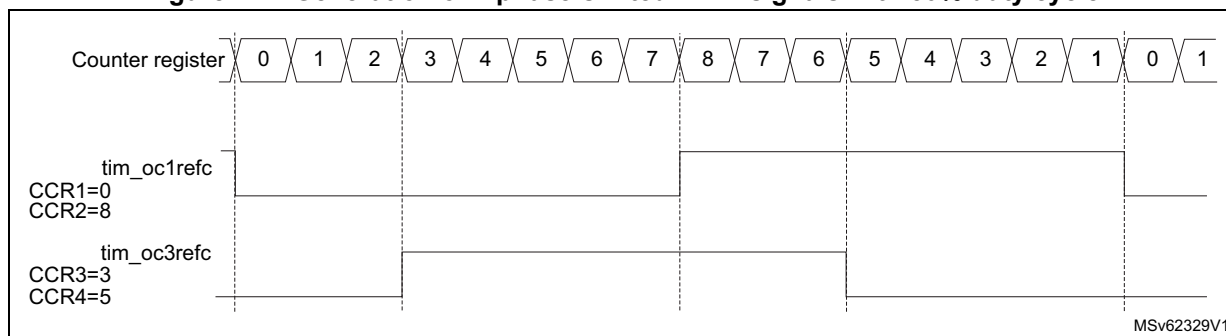 Counter register 0 1 2 3 4 5 6 7 8 7 6 5 4 3 2 1 0 1
tim_oc1refc
CCR1=0
CCR2=8
tim_oc3refc
CCR3=3
CCR4=5
MSv62329V1